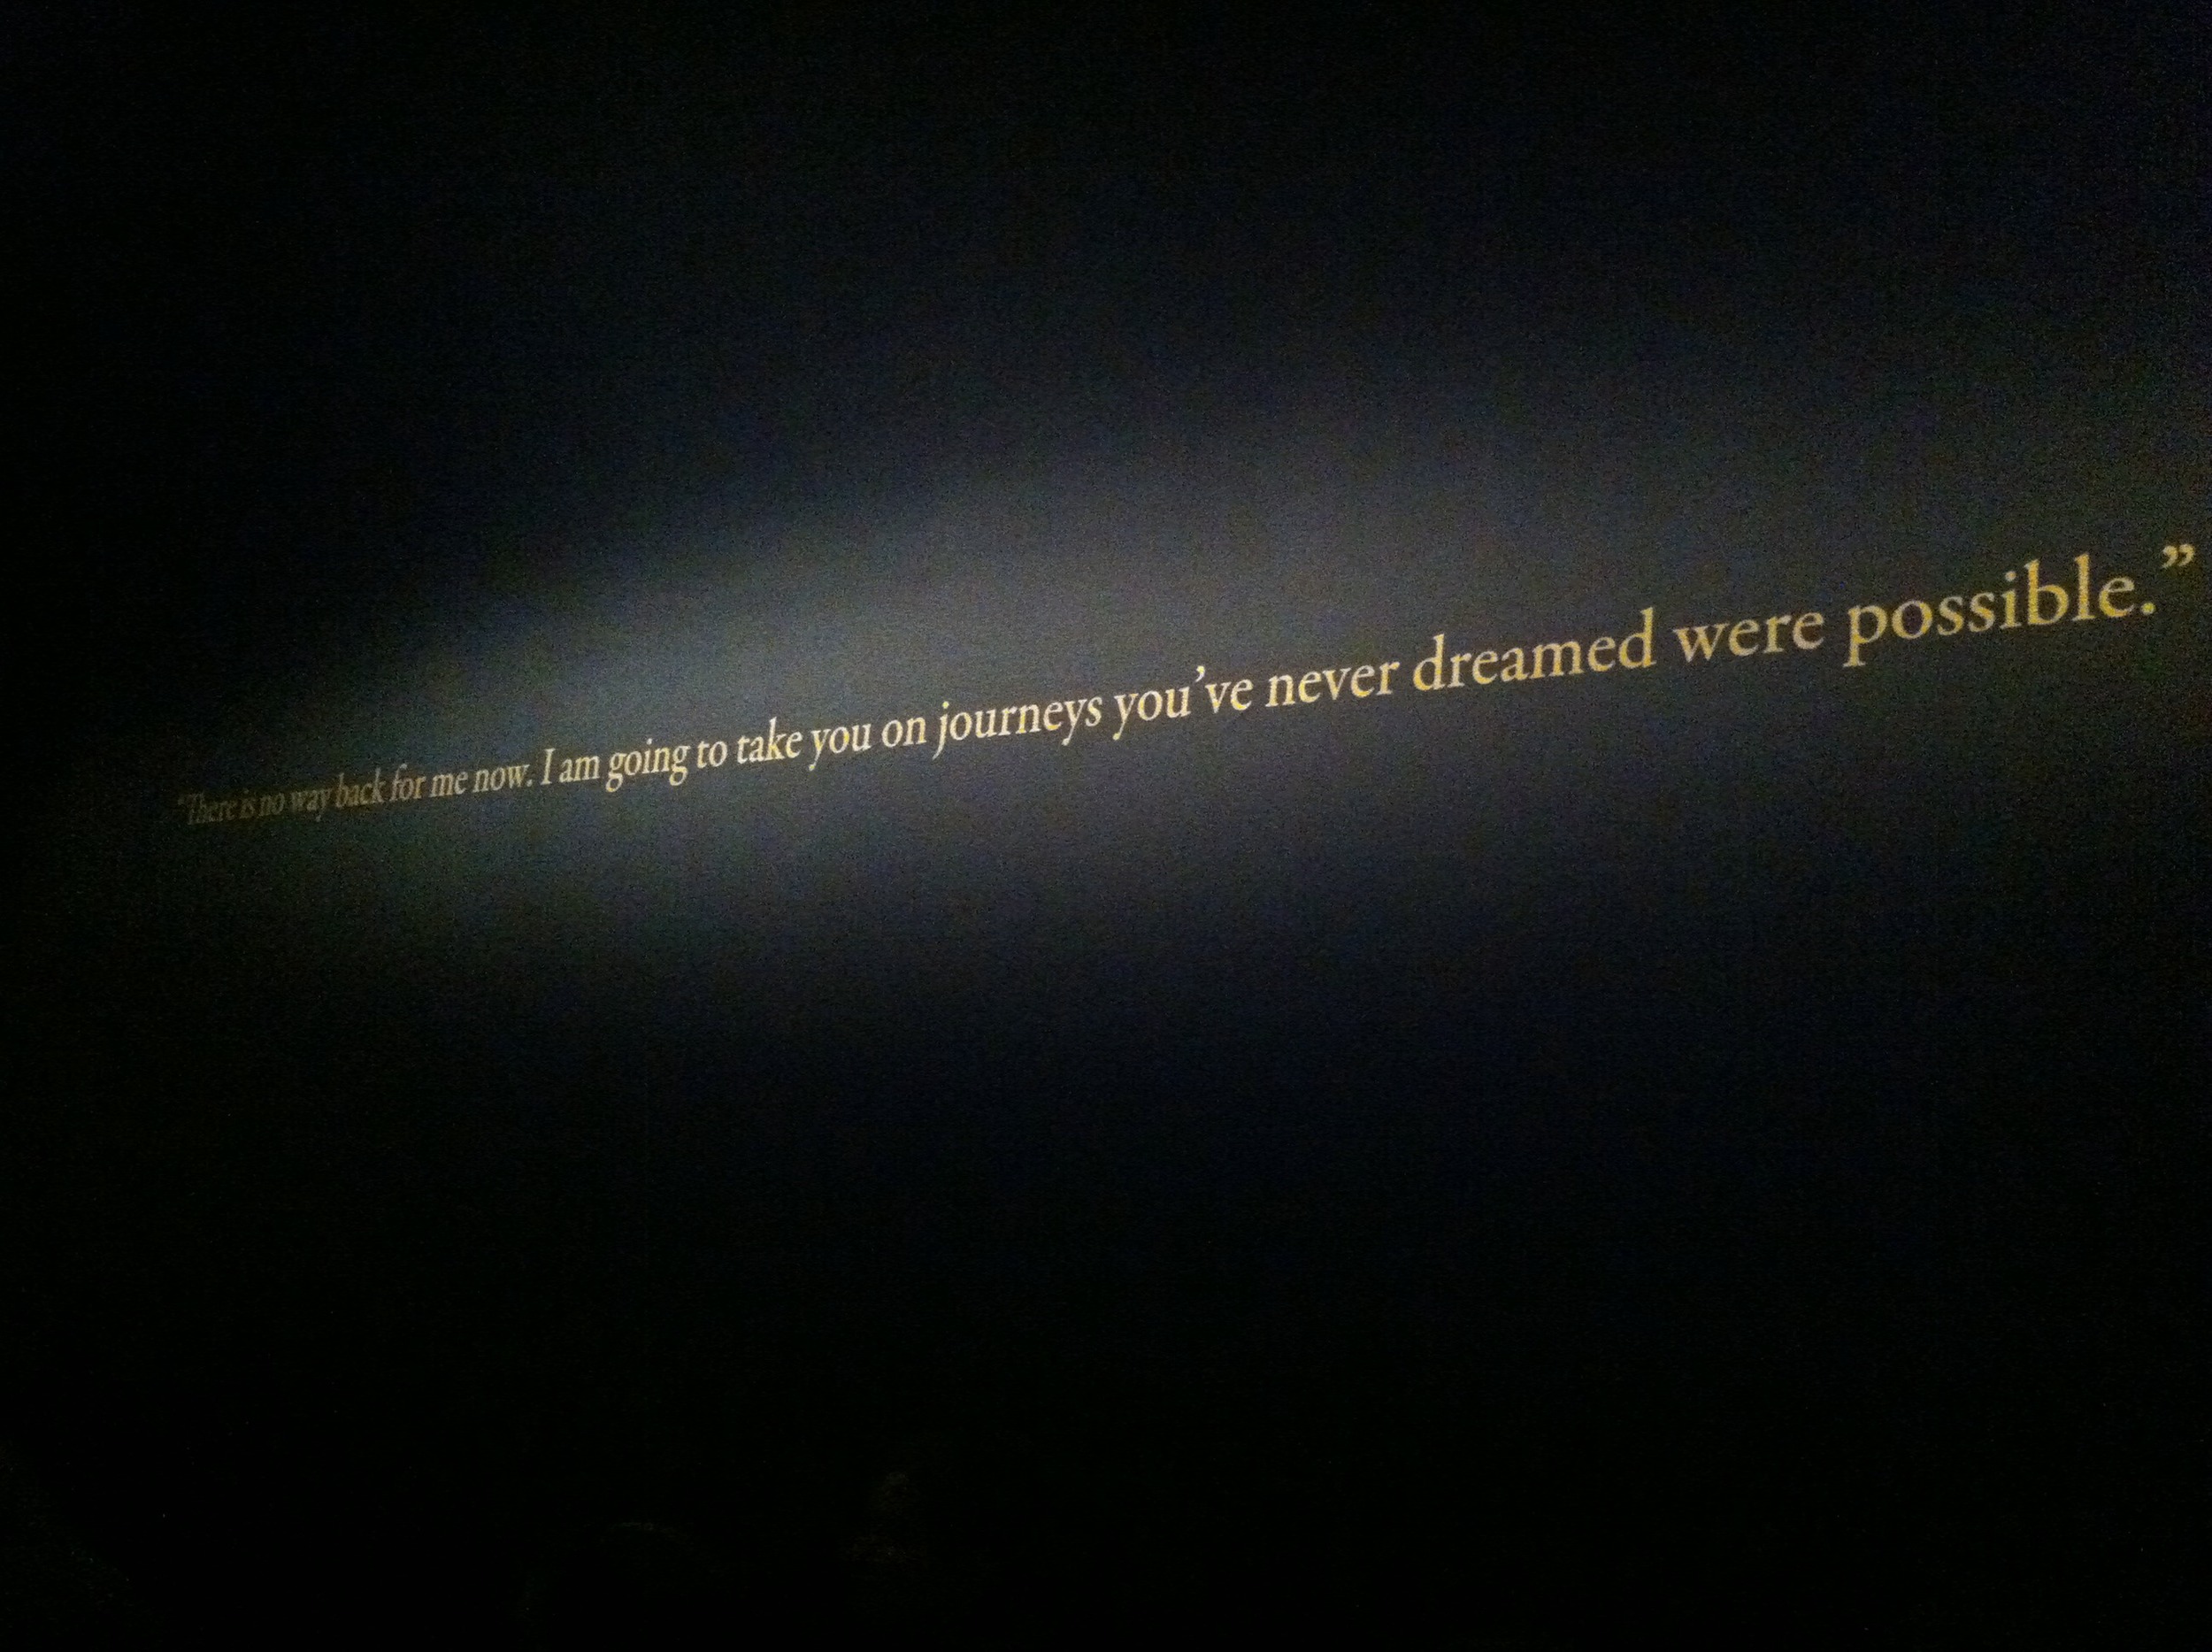 “There is no way back for me now. I am going to take you on journeys you’ve never dreamed were possible.”